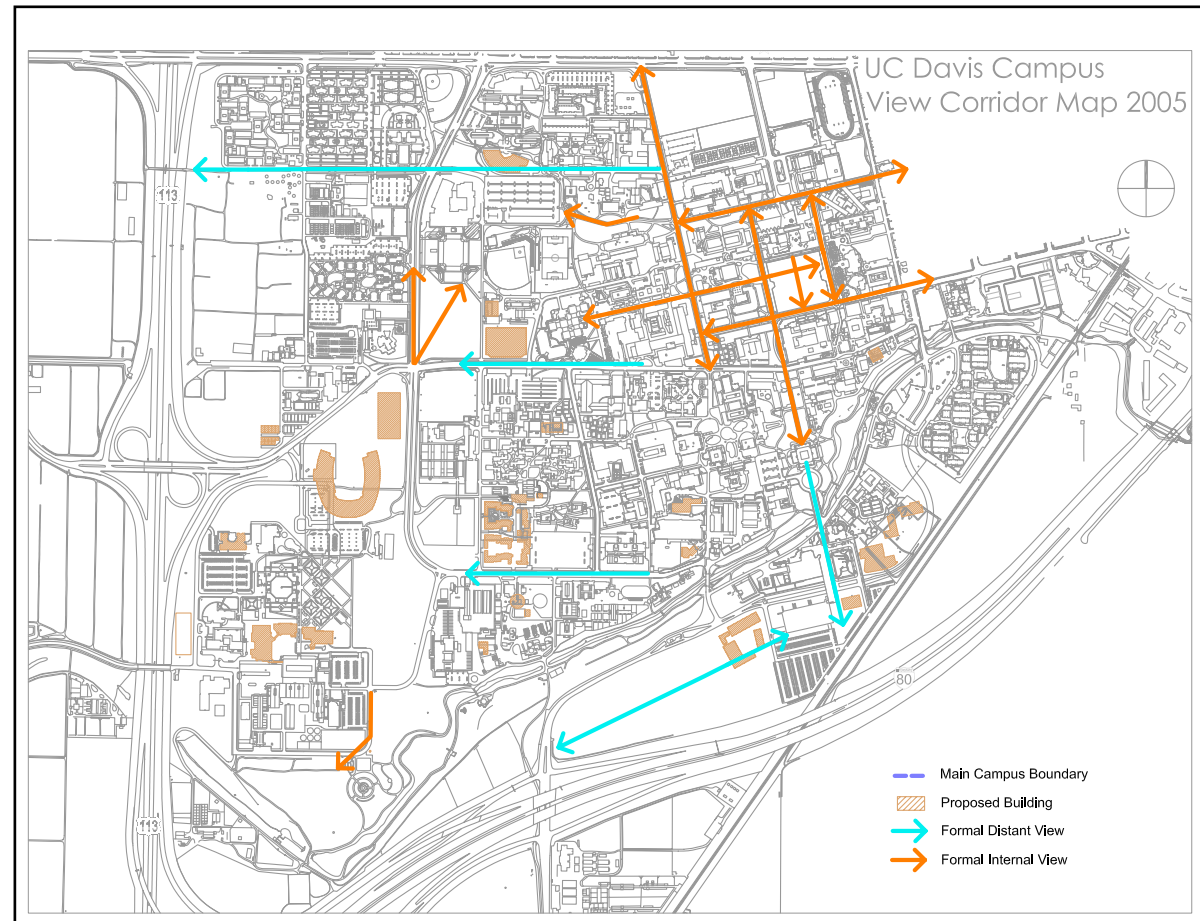 UC Davis Campus
View Corridor Map 2005
113
80
113
Main Campus Boundary
Proposed Building
Formal Distant View
Formal Internal View